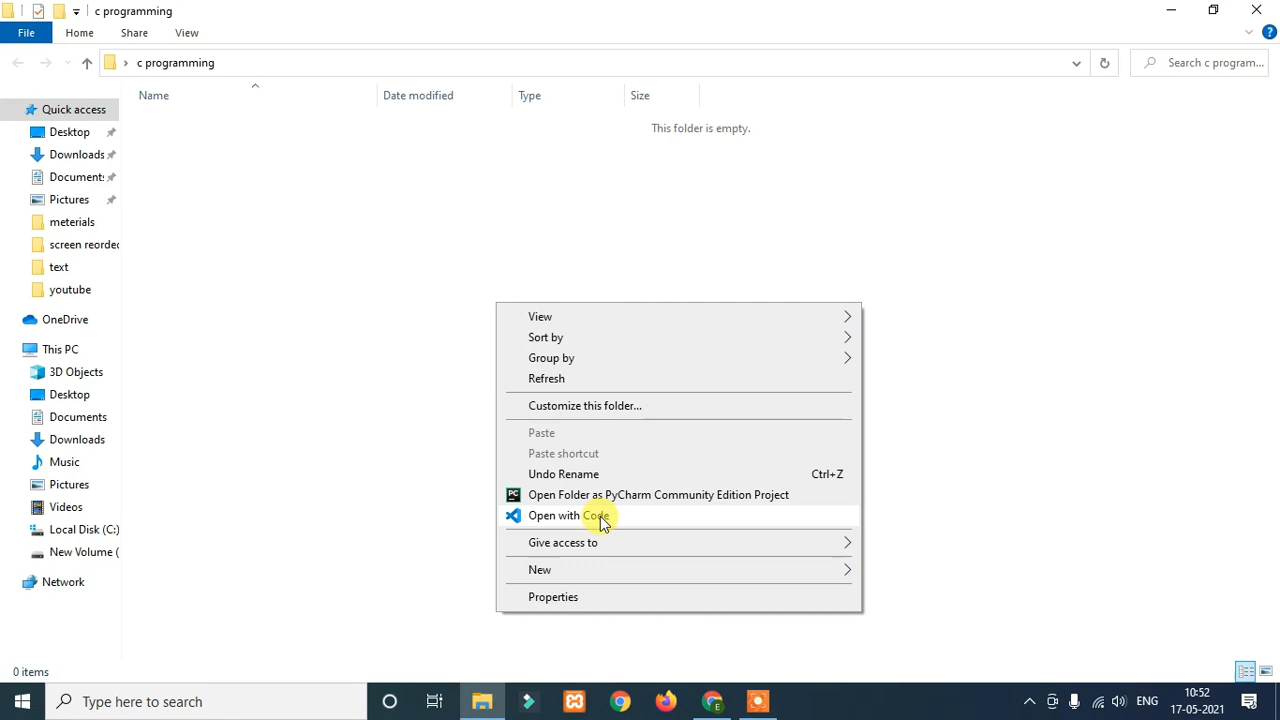 c programming
File Home Share View
c programming
Search c program...
Name Date modified Type Size
This folder is empty.
Quick access
Desktop
Downloads
Document:
Pictures
meterials
screen reorded
text
youtube
OneDrive
This PC
3D Objects
Desktop
Documents
Downloads
Music
Pictures
Videos
Local Disk (
New Volume (
Network
View
Sort by
Group by
Refresh
Customize this folder...
Paste
Paste shortcut
Undo Rename Ctrl+Z
PC Open Folder as PyCharm Community Edition Project
Open with Code
Give access to
New
Properties
0 items
Type here to search
ENG
10:52
17-05-2021